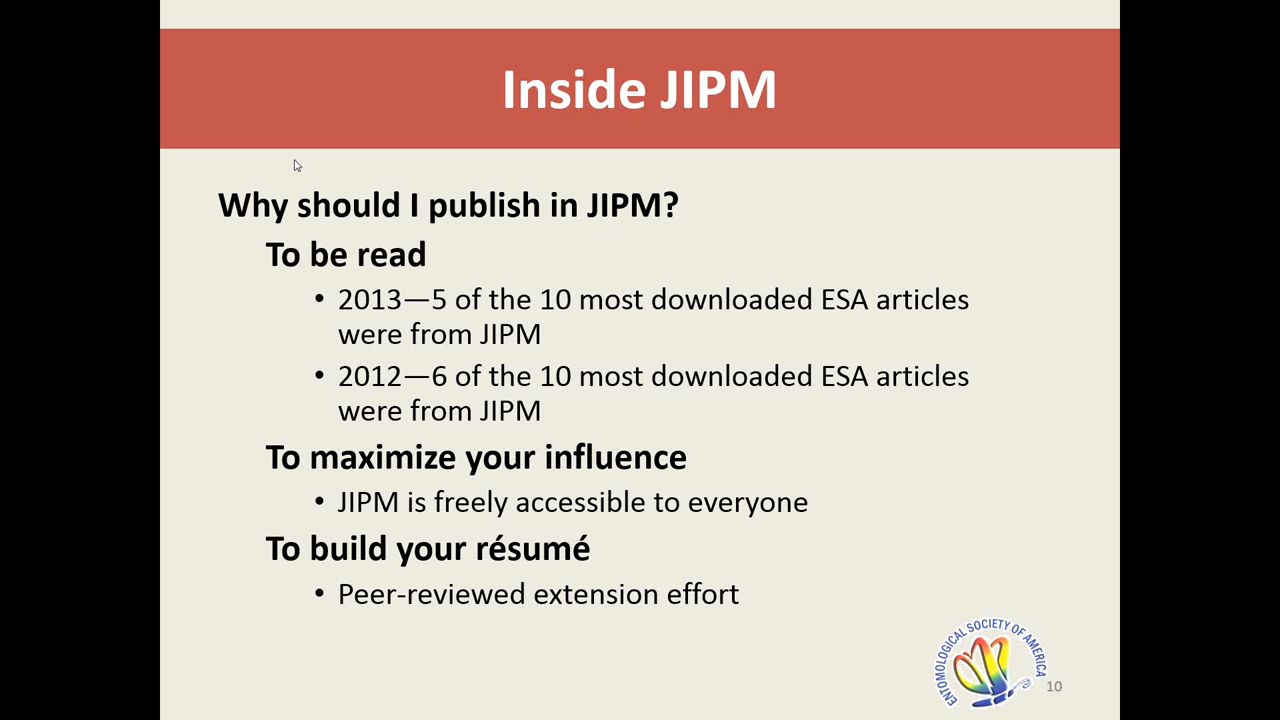 Inside JIPM
Why should I publish in JIPM?
To be read
• 2013—5 of the 10 most downloaded ESA articles
were from JIPM
• 2012—6 of the 10 most downloaded ESA articles
were from JIPM
To maximize your influence
• JIPM is freely accessible to everyone
To build your résumé
• Peer-reviewed extension effort
ENTOMOLOGICAL SOCIETY OF AMERICA
10